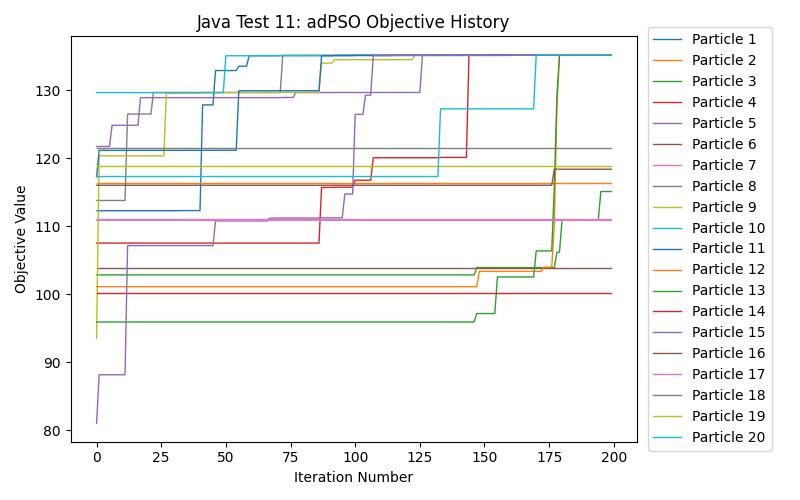 Java Test 11: adPSO Objective History
Objective Value
130
120
110
100
90
80
0 25 50 75 100 125 150 175 200
Iteration Number
Particle 1
Particle 2
Particle 3
Particle 4
Particle 5
Particle 6
Particle 7
Particle 8
Particle 9
Particle 10
Particle 11
Particle 12
Particle 13
Particle 14
Particle 15
Particle 16
Particle 17
Particle 18
Particle 19
Particle 20